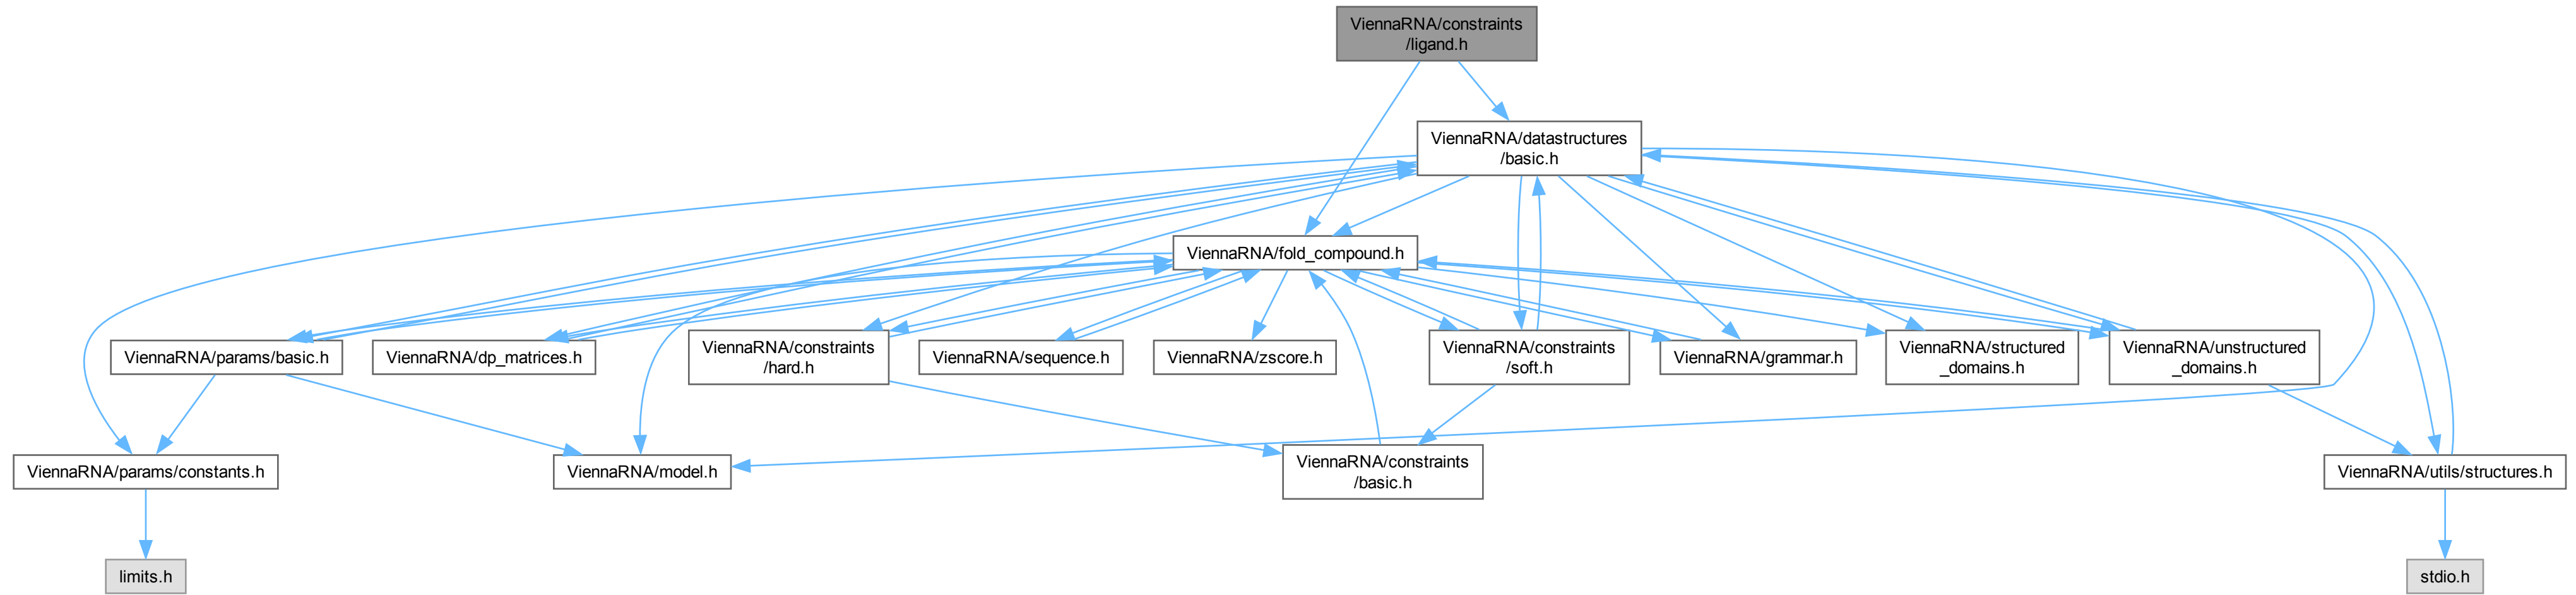 ViennaRNA/constraints
/ligand.h
ViennaRNA/datastructures
/basic.h
ViennaRNA/fold_compound.h
ViennaRNA/params/basic.h
ViennaRNA/dp_matrices.h
ViennaRNA/constraints
/hard.h
ViennaRNA/sequence.h
ViennaRNA/zscore.h
ViennaRNA/constraints
/soft.h
ViennaRNA/grammar.h
ViennaRNA/structured
_domains.h
ViennaRNA/unstructured
_domains.h
ViennaRNA/params/constants.h
ViennaRNA/model.h
ViennaRNA/constraints
/basic.h
ViennaRNA/utils/structures.h
limits.h
stdio.h